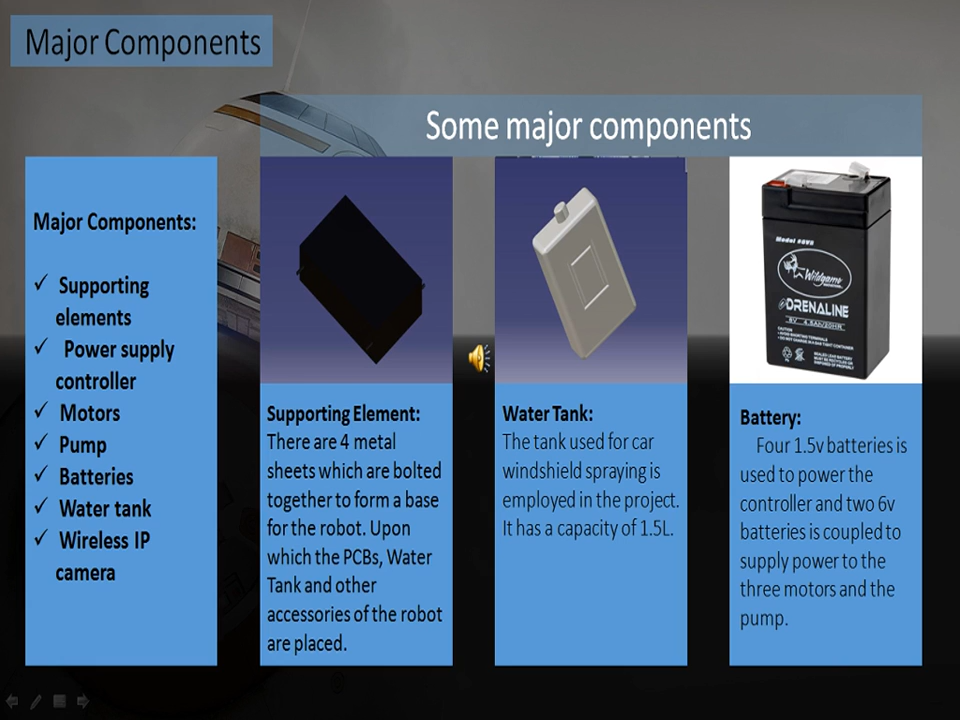 Major Components
Some major components
Major Components:
✓ Supporting
elements
✓ Power supply
controller
✓ Motors
✓ Pump
✓ Batteries
✓ Water tank
✓ Wireless IP
camera
Supporting Element:
There are 4 metal
sheets which are bolted
together to form a base
for the robot. Upon
which the PCBs, Water
Tank and other
accessories of the robot
are placed.
Water Tank:
The tank used for car
windshield spraying is
employed in the project.
It has a capacity of 1.5L.
Wildgame
DRENALINE
CAUTION
Battery:
Four 1.5v batteries is
used to power the
controller and two 6v
batteries is coupled to
supply power to the
three motors and the
pump.